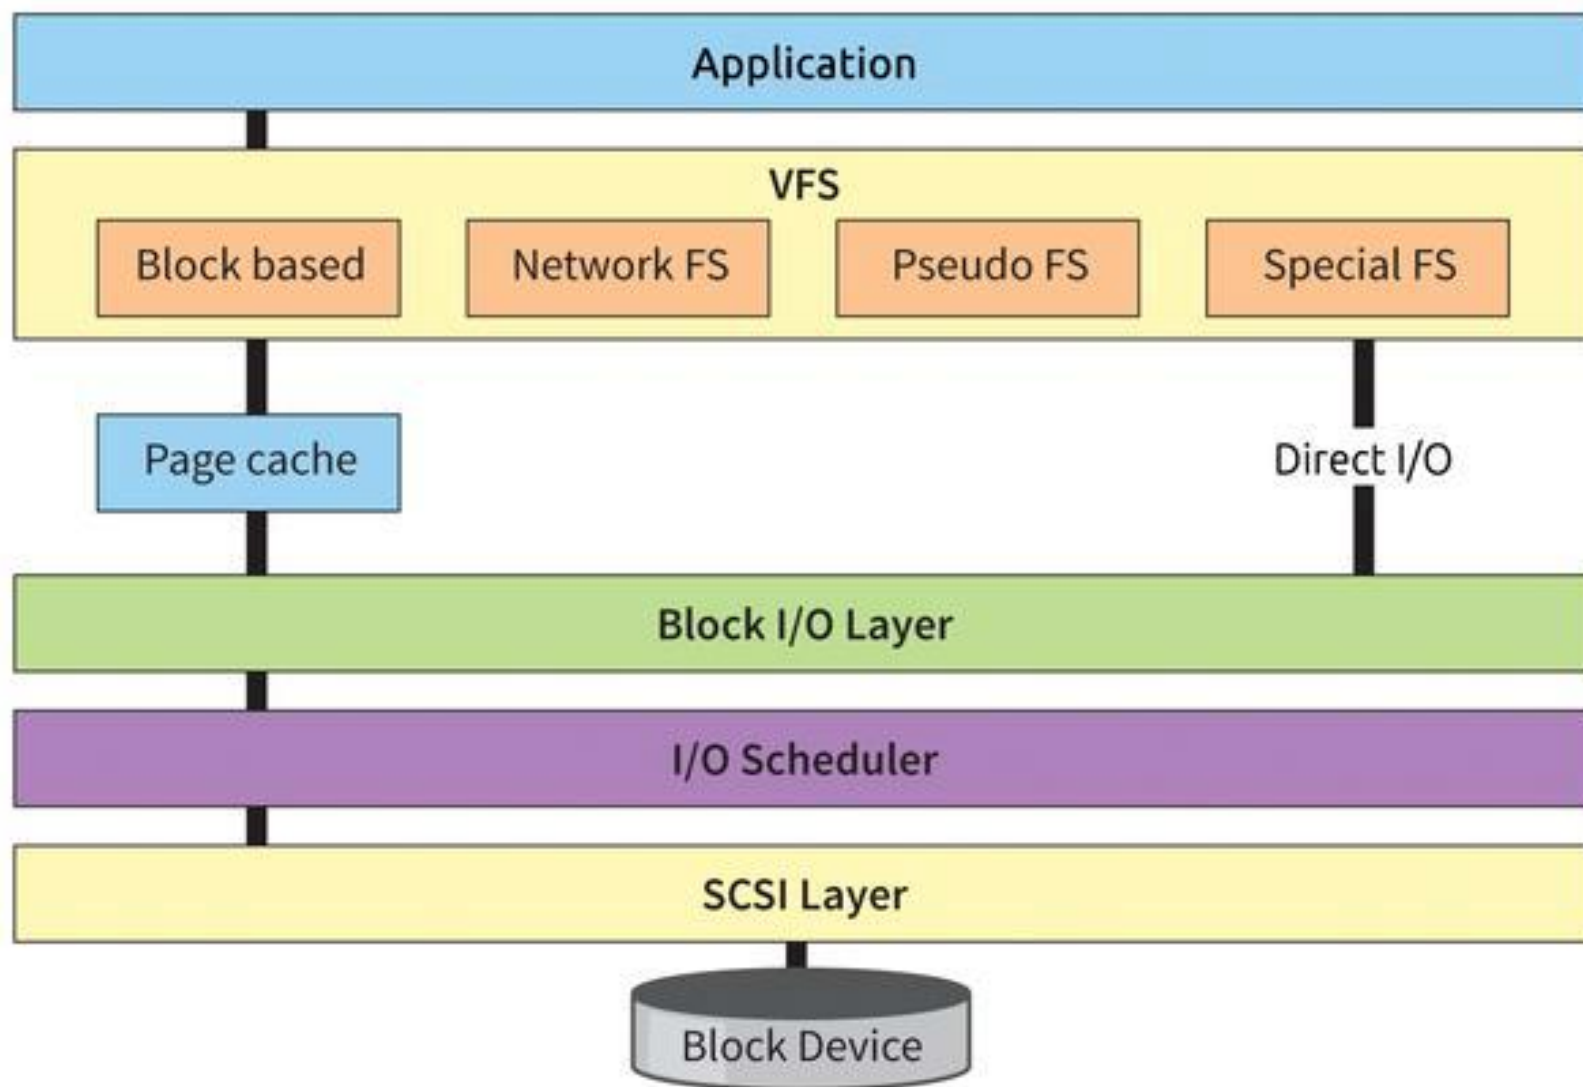 Application
VFS
Block based
Network FS
Pseudo FS
Special FS
Page cache
Direct I/O
Block I/O Layer
I/O Scheduler
SCSI Layer
Block Device